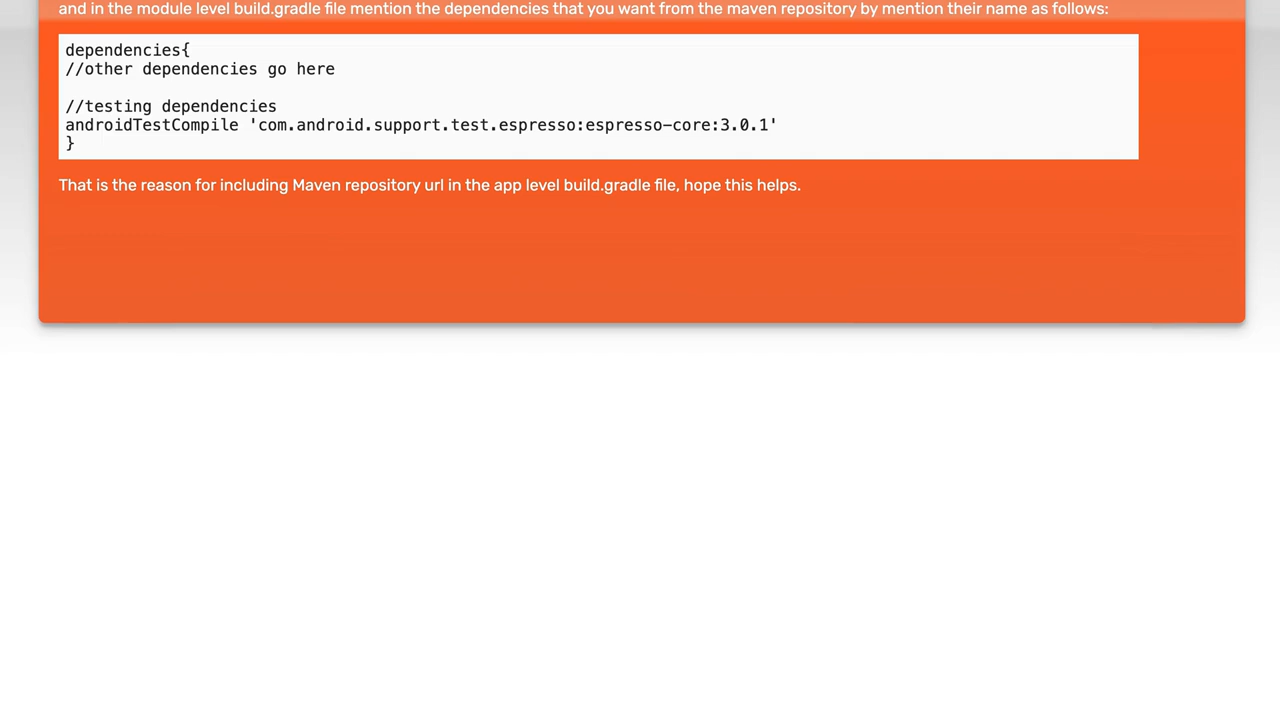 and in the module level build.gradle file mention the dependencies that you want from the maven repository by mention their name as follows:
dependencies{
//other dependencies go here
//testing dependencies
androidTestCompile 'com.android.support.test.espresso:espresso-core:3.0.1'
}
That is the reason for including Maven repository url in the app level build.gradle file, hope this helps.